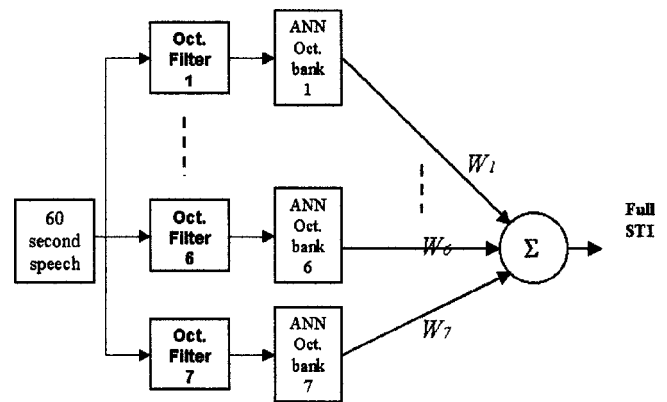 Oct.
Filter
1
ANN
Oct.
bank
1
W1
60
second
speech
Oct.
Filter
6
ANN
Oct.
bank
6
W6
Σ
Full
STI
Oct.
Filter
7
ANN
Oct.
bank
7
W7